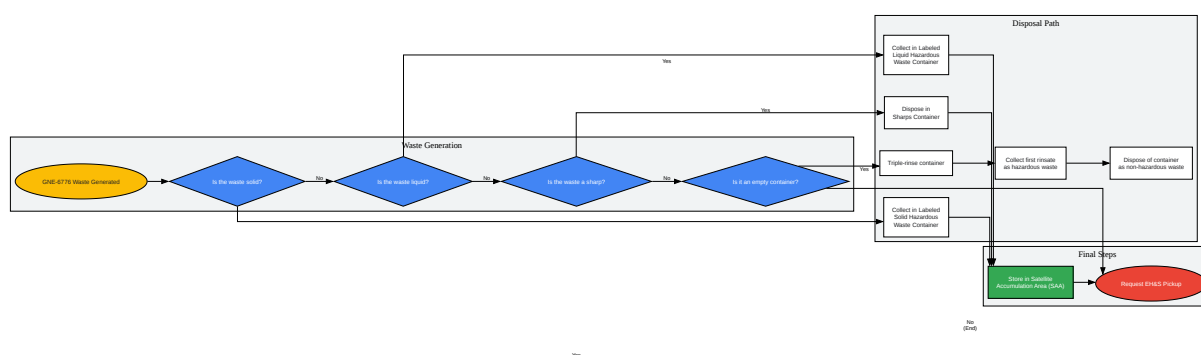 Disposal Path
Collect in Labeled
Liquid Hazardous
Waste Container
Yes
Dispose in
Sharps Container
Yes
Waste Generation
GNE-6776 Waste Generated
Is the waste solid?
No
Is the waste liquid?
No
Is the waste a sharp?
No
Is it an empty container?
Yes
Triple-rinse container
Collect first rinsate
as hazardous waste
Dispose of container
as non-hazardous waste
Collect in Labeled
Solid Hazardous
Waste Container
Final Steps
Store in Satellite
Accumulation Area (SAA)
Request EH&S Pickup
No
(End)
Yes